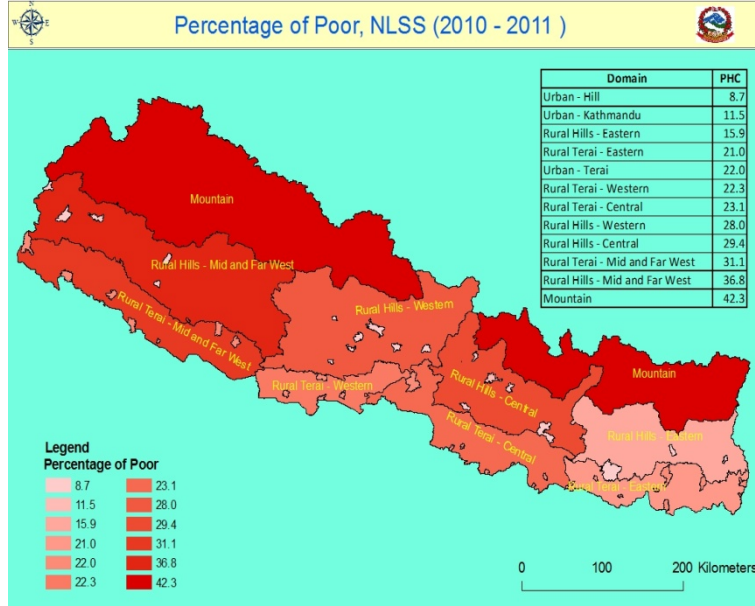 N
W E
S
Percentage of Poor, NLSS (2010 - 2011 )
Domain PHC
Urban - Hill 8.7
Urban - Kathmandu 11.5
Rural Hills - Eastern 15.9
Rural Terai - Eastern 21.0
Urban - Terai 22.0
Rural Terai - Western 22.3
Rural Terai - Central 23.1
Rural Hills - Western 28.0
Rural Hills - Central 29.4
Rural Terai - Mid and Far West 31.1
Rural Hills - Mid and Far West 36.8
Mountain 42.3
Mountain
Rural Hills - Mid and Far West
Rural Terai - Mid and Far West
Rural Hills - Western
Rural Terai - Western
Mountain
Rural Hills - Central
Rural Terai - Central
Rural Hills - Eastern
Rural Terai - Eastern
Legend
Percentage of Poor
8.7 23.1
11.5 28.0
15.9 29.4
21.0 31.1
22.0 36.8
22.3 42.3
0 100 200 Kilometers